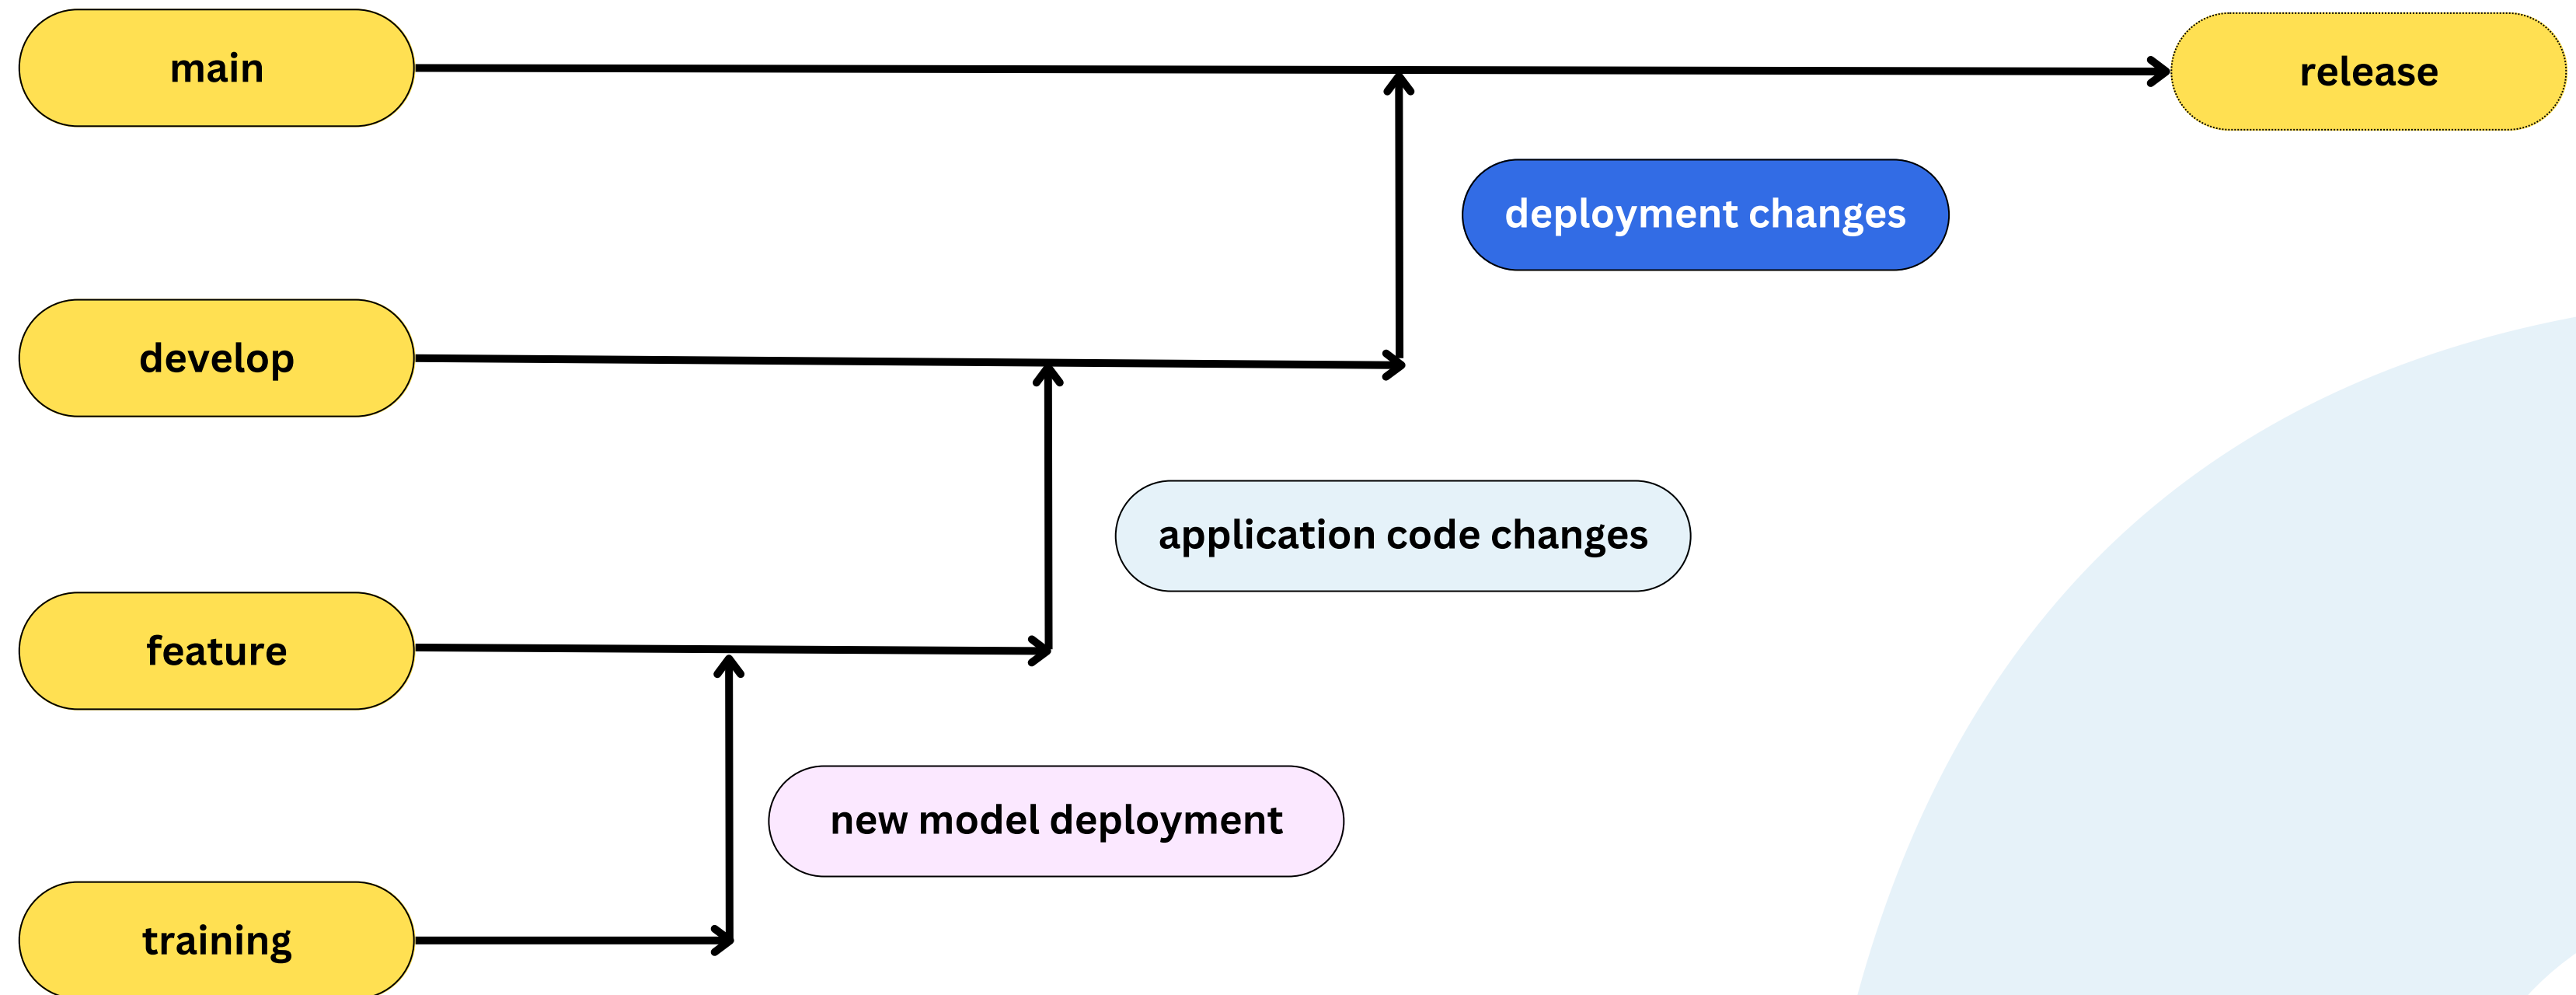 main
release
deployment changes
develop
application code changes
feature
new model deployment
training